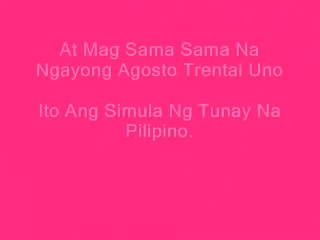 At Mag Sama Sama Na
Ngayong Agosto Trentai Uno
Ito Ang Simula Ng Tunay Na
Pilipino.